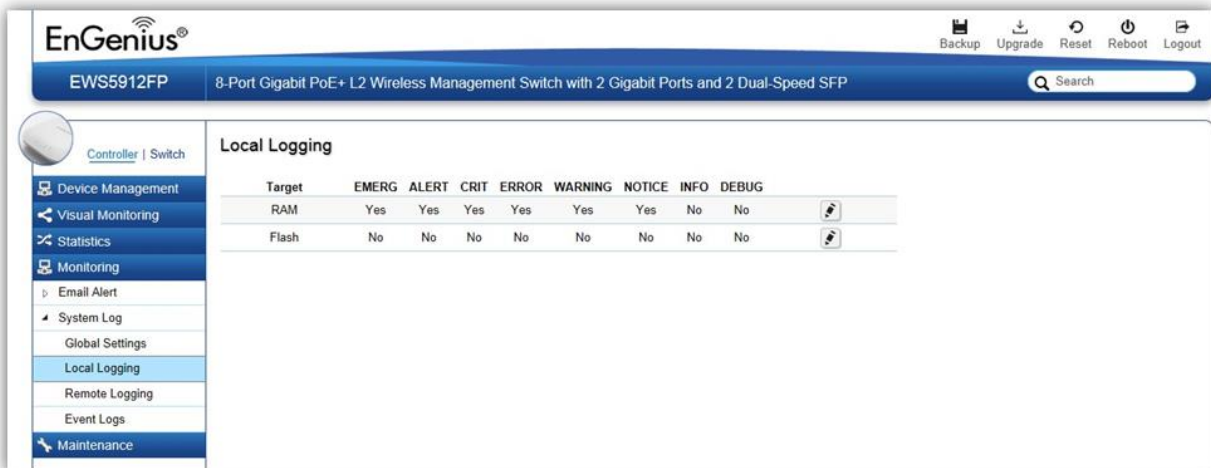 EnGenius®
Backup Upgrade Reset Reboot Logout
EWS5912FP 8-Port Gigabit PoE+ L2 Wireless Management Switch with 2 Gigabit Ports and 2 Dual-Speed SFP Search
Controller | Switch
Device Management
Visual Monitoring
Statistics
Monitoring
Email Alert
System Log
Global Settings
Local Logging
Remote Logging
Event Logs
Maintenance
Local Logging
Target EMERG ALERT CRIT ERROR WARNING NOTICE INFO DEBUG
RAM Yes Yes Yes Yes Yes Yes No No
Flash No No No No No No No No